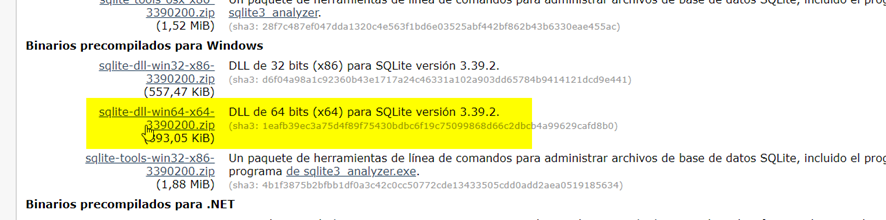 sqlite-tools-osx-x86-
3390200.zip
(1,52 MiB)
Un paquete de herramientas de línea de comandos para administrar archivos de base de datos SQLite, incluido el
sqlite3_analyzer.
(sha3: 28f7c487ef047dda1320c4e563f1bd6e03525abf442bf862b43b6330eae455ac)
Binarios precompilados para Windows
sqlite-dll-win32-x86-
3390200.zip
(557,47 KiB)
DLL de 32 bits (x86) para SQLite versión 3.39.2.
(sha3: d6f04a98a1c92360b43e1717a24c46331a102a903dd65784b9414121dcd9e441)
sqlite-dll-win64-x64-
3390200.zip
(893,05 KiB)
DLL de 64 bits (x64) para SQLite versión 3.39.2.
(sha3: 1eafb39ec3a75d4f89f75430bdbc6f19c75099868d66c2dbcb4a99629cafd8b0)
sqlite-tools-win32-x86-
3390200.zip
(1,88 MiB)
Un paquete de herramientas de línea de comandos para administrar archivos de base de datos SQLite, incluido el
programa de sqlite3_analyzer.exe.
(sha3: 4b1f3875b2bfbb1df0a3c42c0cc50772cde13433505cdd0add2aea0519185634)
Binarios precompilados para .NET